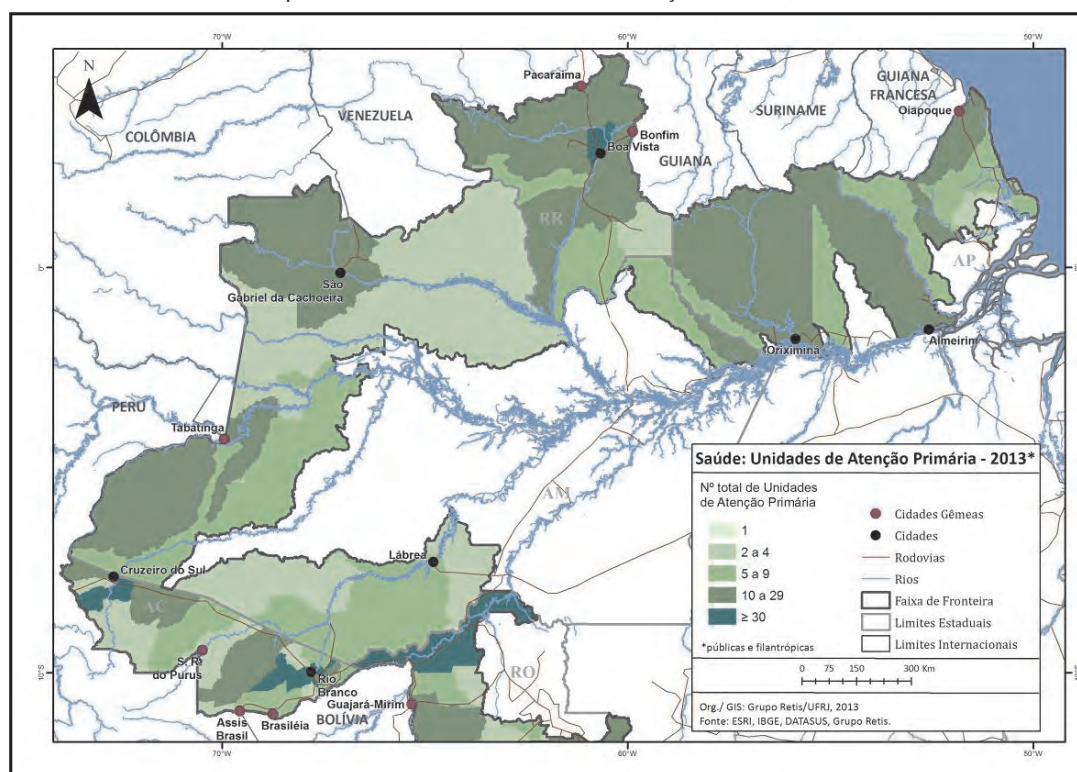 70°W
60°W
50°W
N
Pacaraima
VENEZUELA
COLÔMBIA
GUIANA
FRANCESA
SURINAME
Oiapoque
Bonfim
Boa Vista
GUIANA
RR
0°
São
Gabriel da Cachoeira
AP
Oriximiná
Almeirim
PERU
Tabatinga
AM
Lábrea
Cruzeiro do Sul
AC
S. R.
do Purus
10°S
Rio
Branco
RO
Guajará-Mirim
Assis
Brasil
Brasiléia
BOLÍVIA
Saúde: Unidades de Atenção Primária - 2013*
Nº total de Unidades
de Atenção Primária
1
2 a 4
5 a 9
10 a 29
≥ 30
*públicas e filantrópicas
Cidades Gêmeas
Cidades
Rodovias
Rios
Faixa de Fronteira
Limites Estaduais
Limites Internacionais
0 75 150 300 Km
Org./ GIS: Grupo Retis/UFRJ, 2013
Fonte: ESRI, IBGE, DATASUS, Grupo Retis.
70°W
60°W
50°W